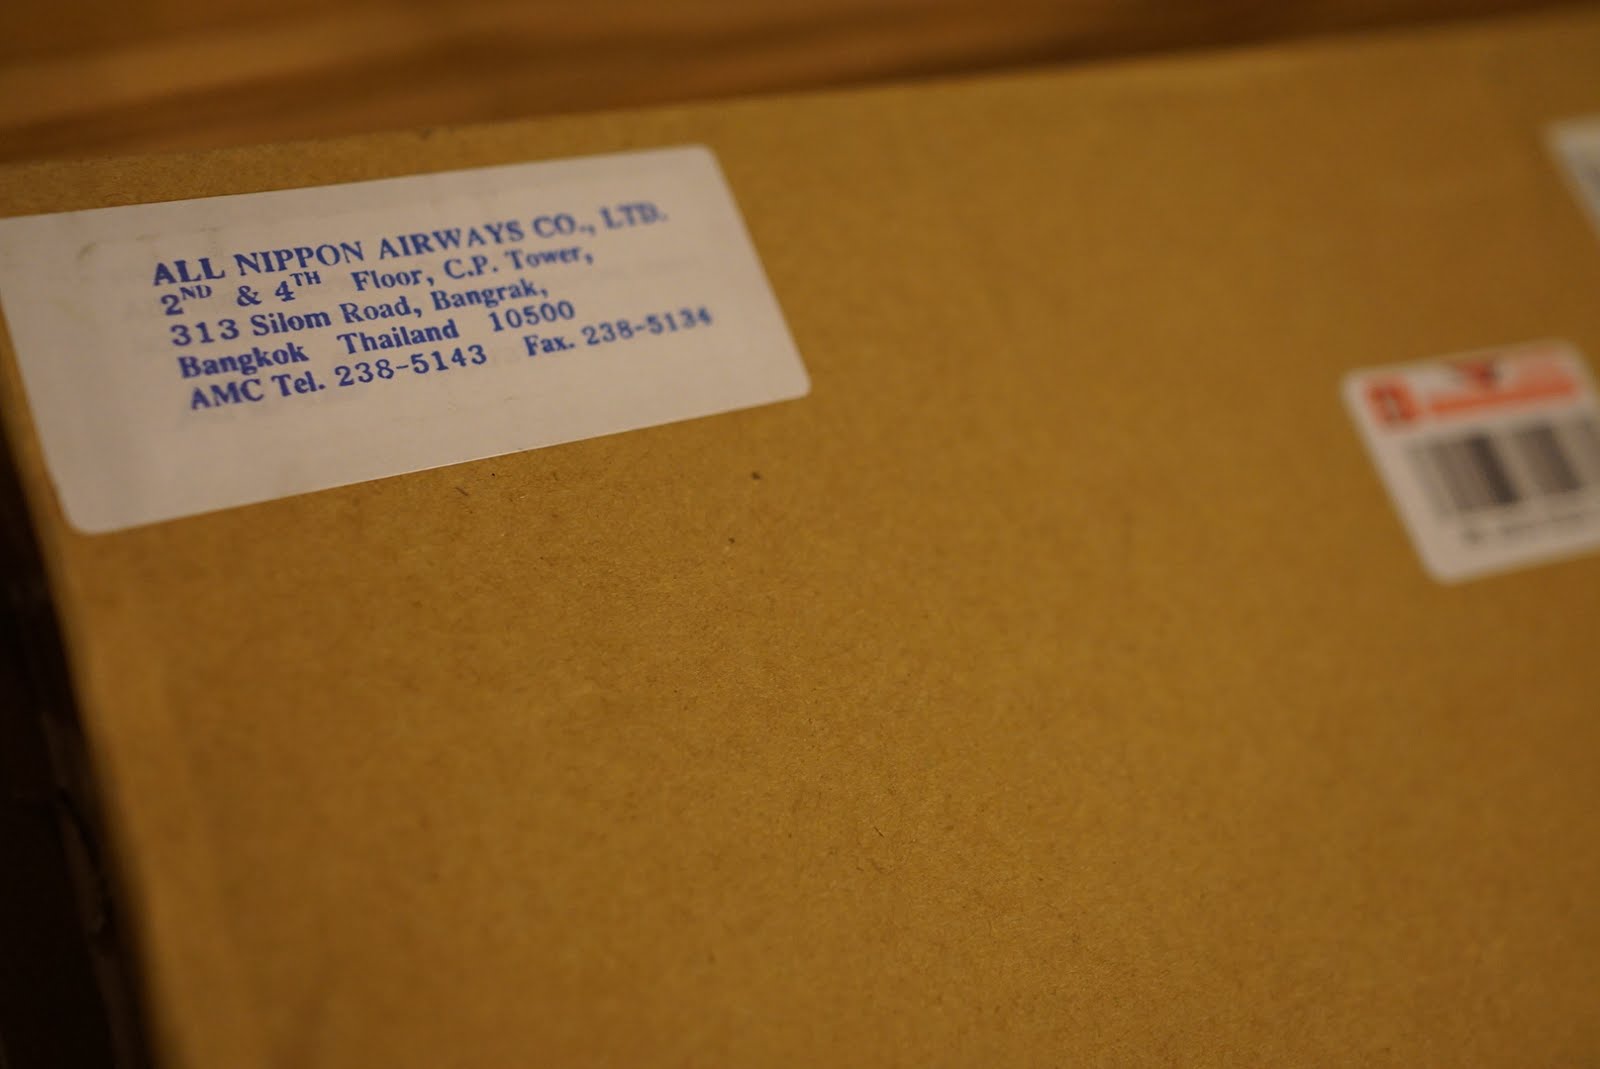 ALL NIPPON AIRWAYS CO., LTD.
2ND & 4TH Floor, C.P. Tower,
313 Silom Road, Bangrak,
Bangkok Thailand 10500
AMC Tel. 238-5143 Fax. 238-5134